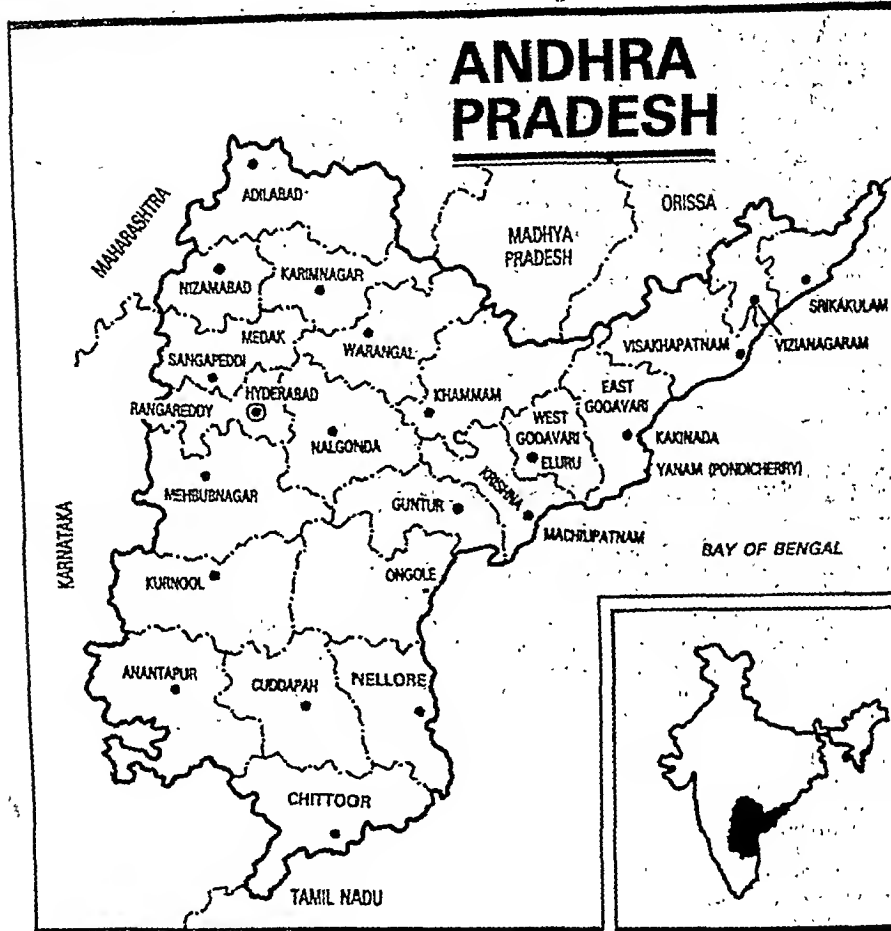 ANDHRA
PRADESH
MAHARASHTRA
ADILABAD
ORISSA
MADHYA
PRADESH
NIZAMABAD
KARIMNAGAR
SRIKAKULAM
MEDAK
WARANGAL
VISAKHAPATNAM
VIZIANAGARAM
SANGAPEDDI
HYDERABAD
RANGAREDDY
KHAMMAM
EAST
GODAVARI
WEST
GODAVARI
NALGONDA
KAKINADA
ELURU
YANAM (PONDICHERRY)
MEHBUBNAGAR
KRISHNA
GUNTUR
MACHILIPATNAM
KARNATAKA
BAY OF BENGAL
KURNOOL
ONGOLE
ANANTAPUR
CUDDAPAH
NELLORE
CHITTOOR
TAMIL NADU